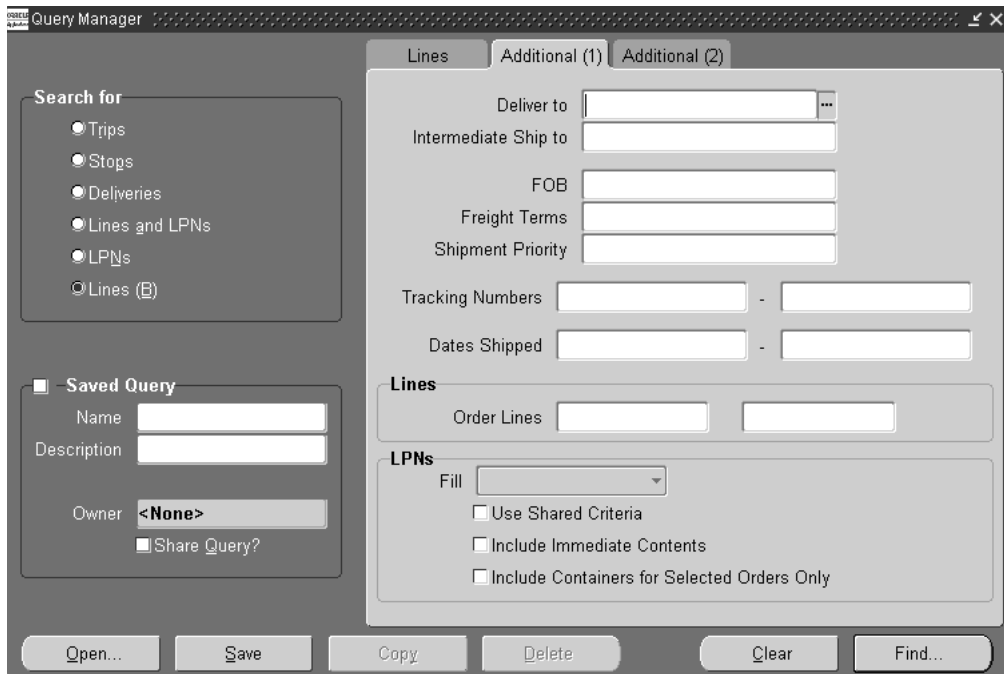 Query Manager
Search for
Trips
Stops
Deliveries
Lines and LPNs
LPNs
Lines (B)
Saved Query
Name
Description
Owner <None>
Share Query?
Lines Additional (1) Additional (2)
Deliver to
Intermediate Ship to
FOB
Freight Terms
Shipment Priority
Tracking Numbers -
Dates Shipped -
Lines
Order Lines
LPNs
Fill
Use Shared Criteria
Include Immediate Contents
Include Containers for Selected Orders Only
Open... Save Copy Delete Clear Find...